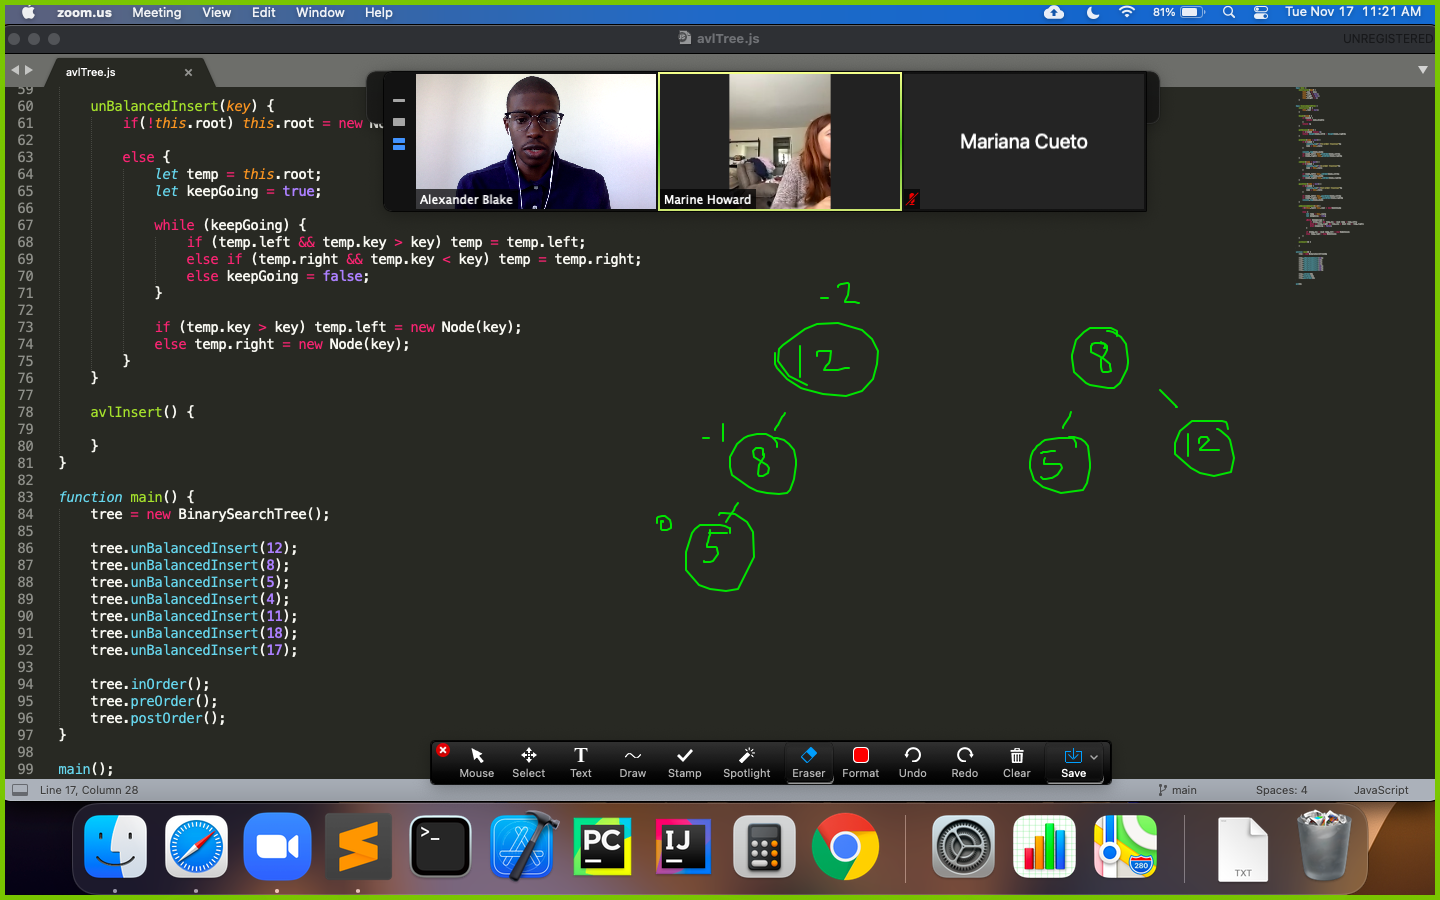 zoom.us Meeting View Edit Window Help 81% Tue Nov 17 11:21 AM
avlTree.js UNREGISTERED
avlTree.js ×
59
60 unBalancedInsert(key) {
61 if(!this.root) this.root = new No
62
63 else {
64 let temp = this.root;
65 let keepGoing = true;
66
67 while (keepGoing) {
68 if (temp.left && temp.key > key) temp = temp.left;
69 else if (temp.right && temp.key < key) temp = temp.right;
70 else keepGoing = false;
71 }
72
73 if (temp.key > key) temp.left = new Node(key);
74 else temp.right = new Node(key);
75 }
76 }
77
78 avlInsert() {
79
80 }
81 }
82
83 function main() {
84 tree = new BinarySearchTree();
85
86 tree.unBalancedInsert(12);
87 tree.unBalancedInsert(8);
88 tree.unBalancedInsert(5);
89 tree.unBalancedInsert(4);
90 tree.unBalancedInsert(11);
91 tree.unBalancedInsert(18);
92 tree.unBalancedInsert(17);
93
94 tree.inOrder();
95 tree.preOrder();
96 tree.postOrder();
97 }
98
99 main();
Alexander Blake
Marine Howard
Mariana Cueto
-2
12
-1
8
0
5
8
5
12
Mouse Select Text Draw Stamp Spotlight Eraser Format Undo Redo Clear Save
Line 17, Column 28 main Spaces: 4 JavaScript
>_ PC IJ 280 TXT